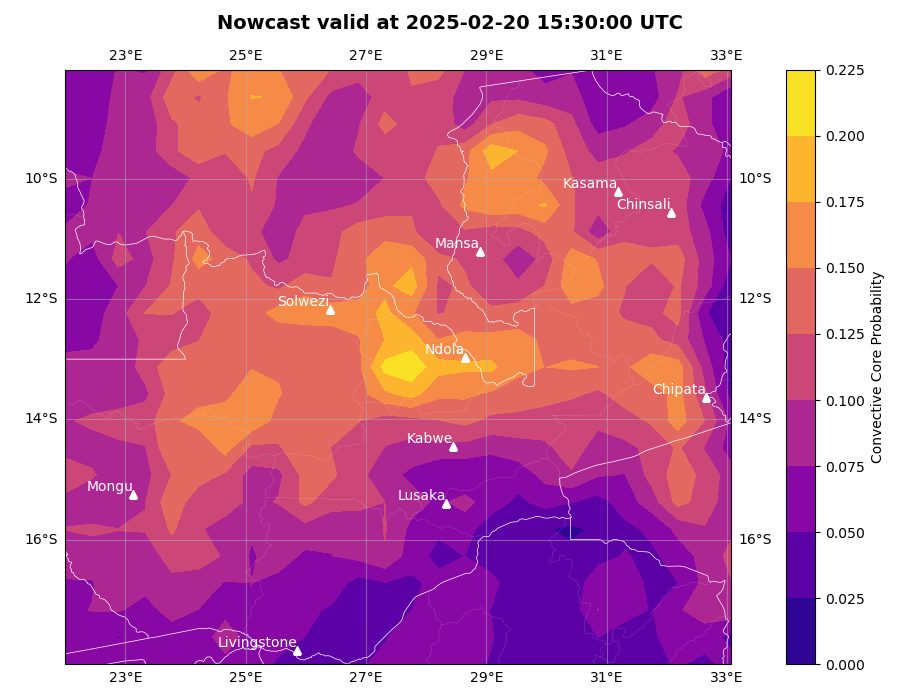 Nowcast valid at 2025-02-20 15:30:00 UTC
23°E 25°E 27°E 29°E 31°E 33°E
0.225
0.200
0.175
0.150
0.125
0.100
0.075
0.050
0.025
0.000
Convective Core Probability
10°S 10°S
12°S 12°S
14°S 14°S
16°S 16°S
Kasama
Chinsali
Mansa
Solwezi
Ndola
Chipata
Kabwe
Mongu
Lusaka
Livingstone
23°E 25°E 27°E 29°E 31°E 33°E